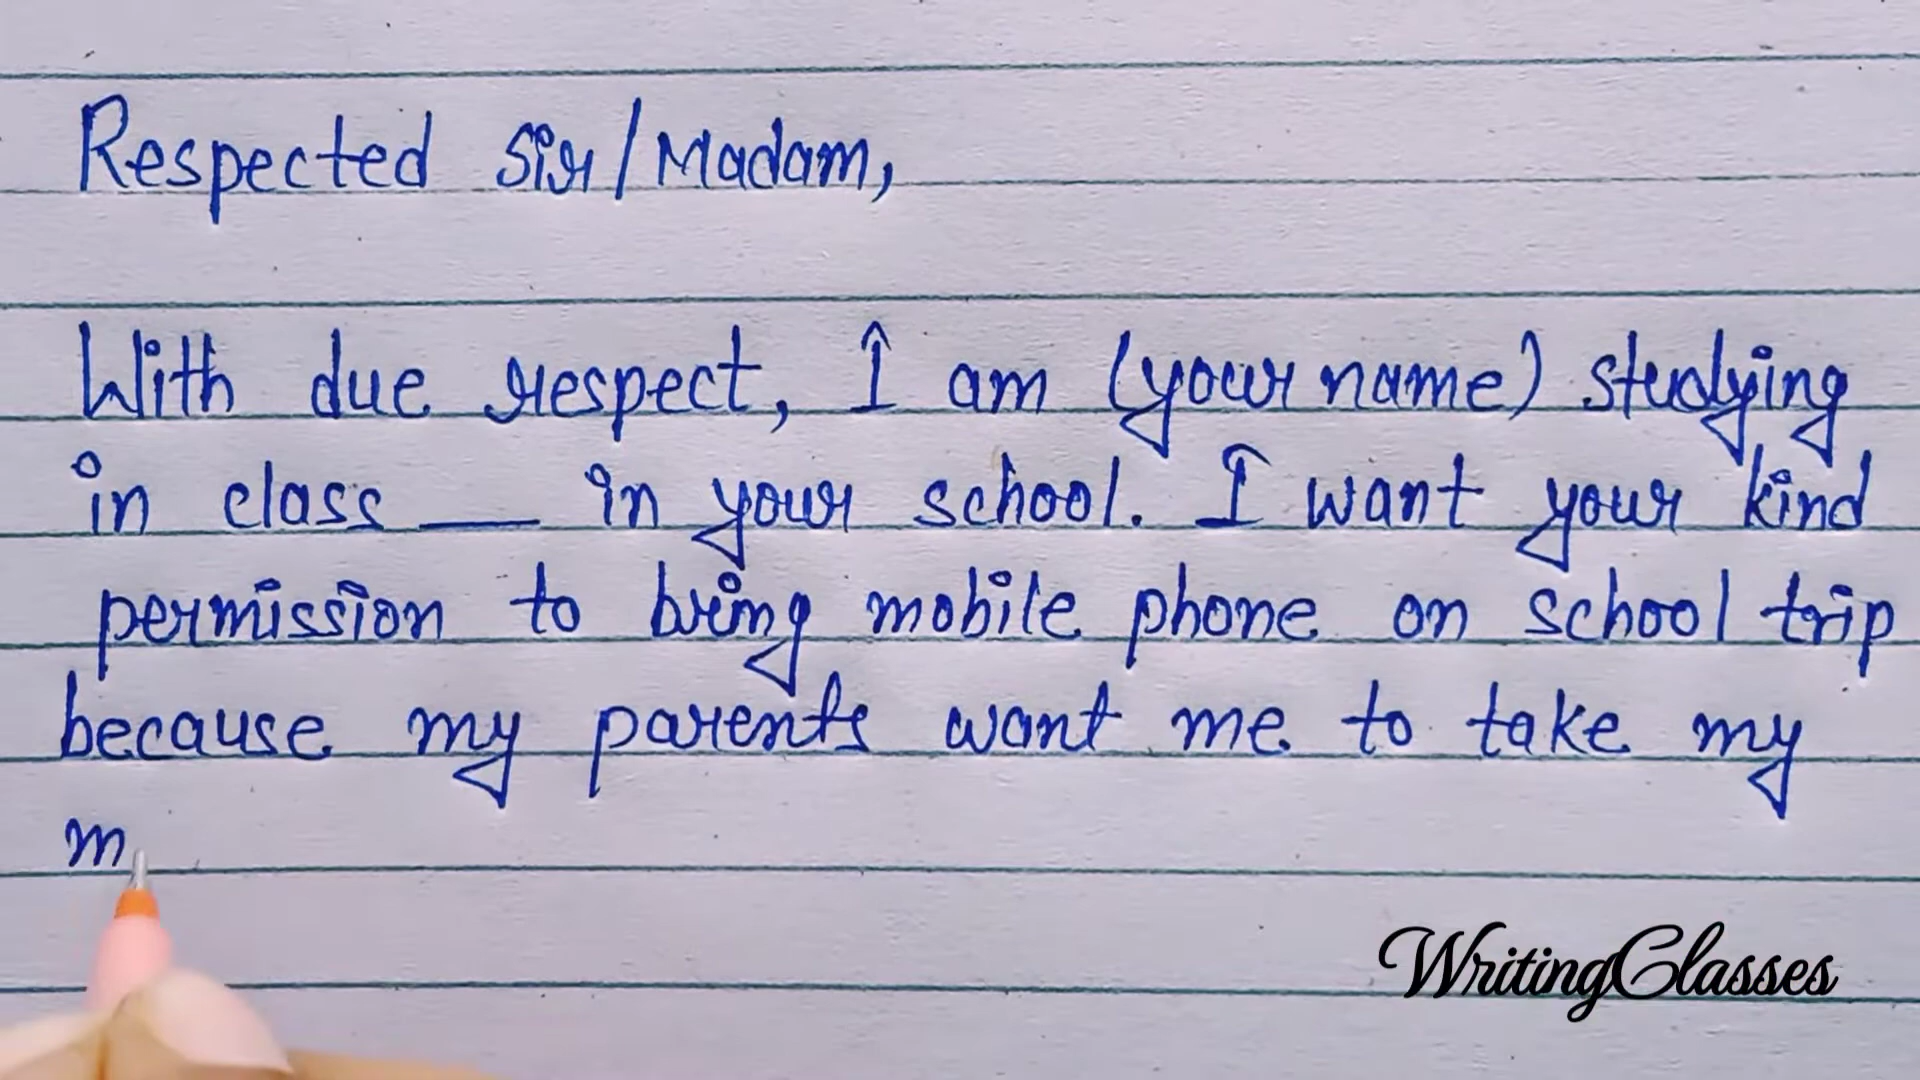 Respected Sir/Madam,
With due respect, I am (your name) studying
in class ___ in your school. I want your kind
permission to bring mobile phone on school trip
because my parents want me to take my
m
WritingClasses